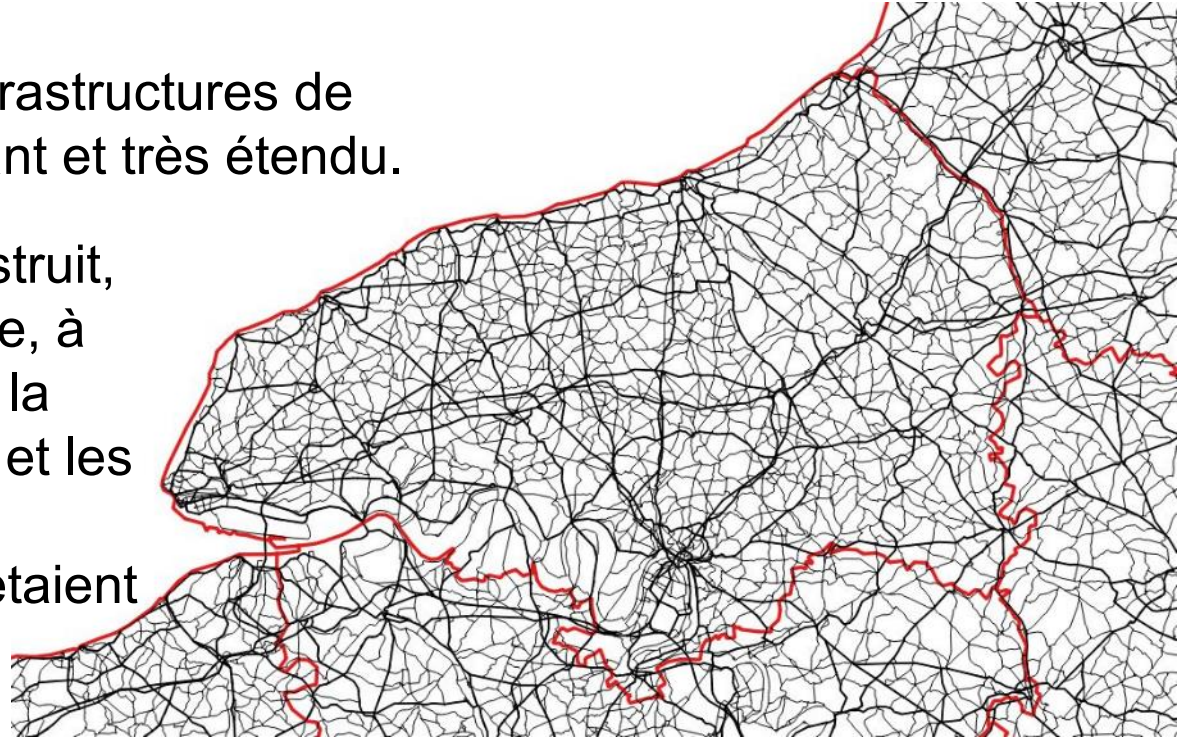 rastructures de
nt et très étendu.
struit,
e, à
la
et les
étaient